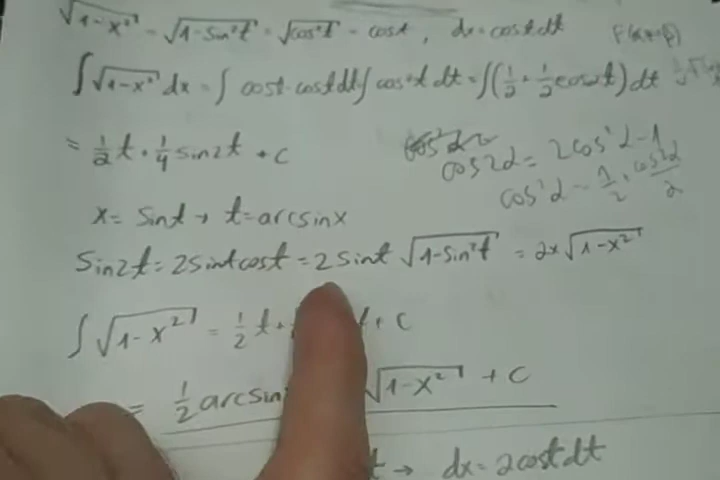 √1-x² = √1-sin²t = √cos²t = cost, dx = costdt
∫√1-x² dx = ∫ cost·costdt ∫ cos²t dt = ∫(1/2 + 1/2 cos2t) dt
= 1/2 t + 1/4 sin2t + C
cos2α = 2cos²α - 1
cos²α = 1/2 + cos2α/2
x = sint → t = arcsinx
sin2t = 2sintcost = 2sint √1-sin²t = 2x√1-x²
∫√1-x² = 1/2 t + t + C
= 1/2 arcsin √1-x² + C
t → dx = 2costdt